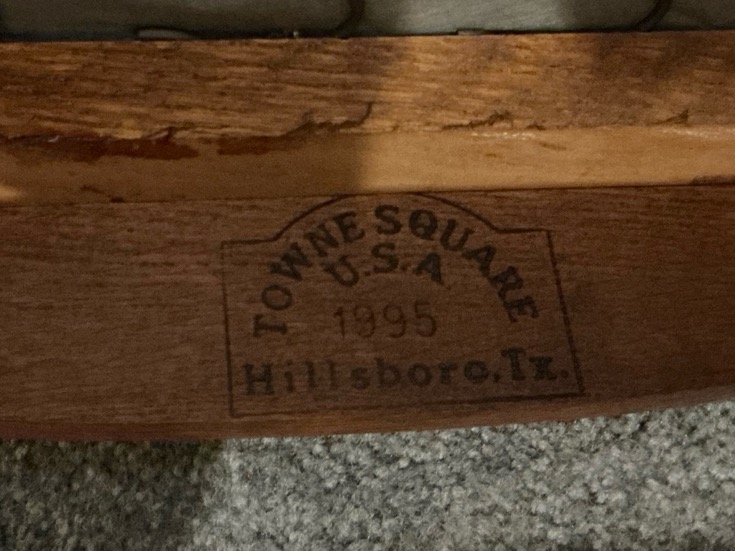 TOWNE SQUARE
U.S.A
1995
Hillsboro,Tx.